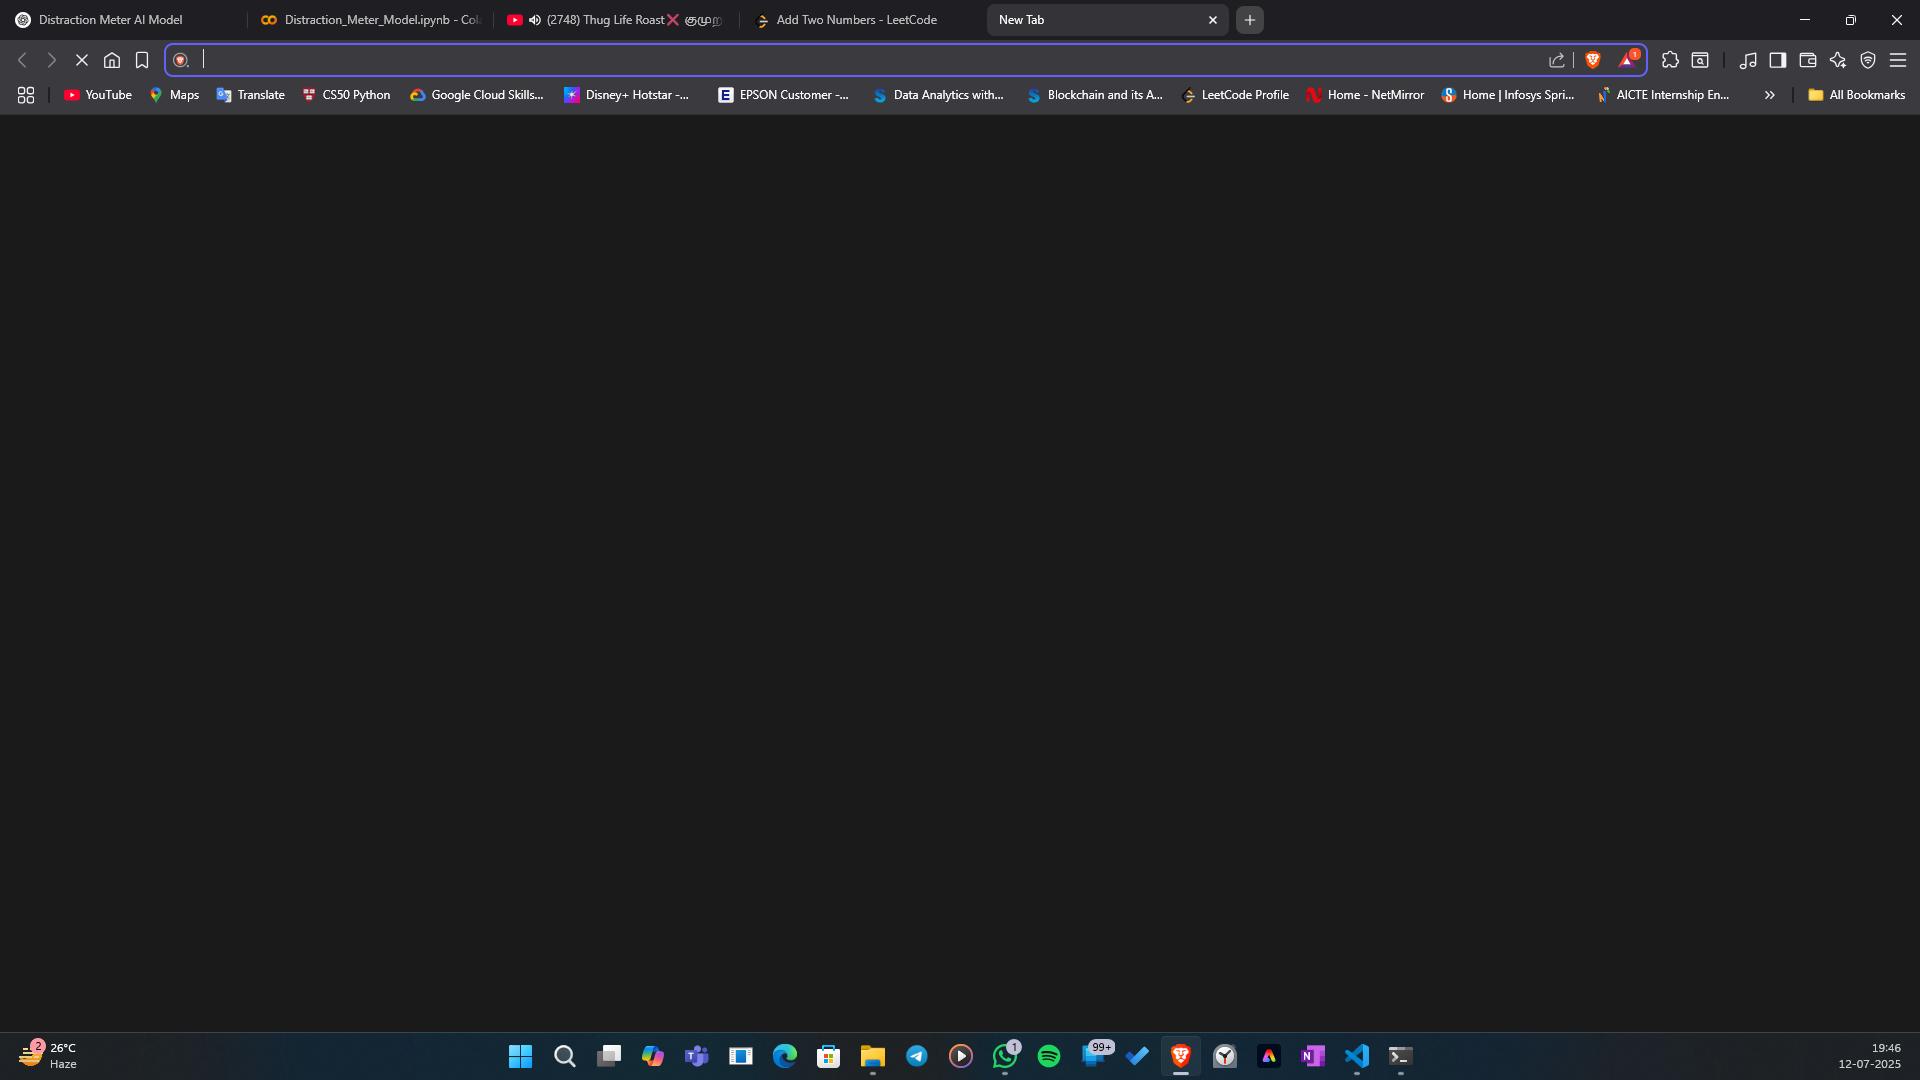 Distraction Meter AI Model
Distraction_Meter_Model.ipynb - Col
(2748) Thug Life Roast❌ குமுற
Add Two Numbers - LeetCode
New Tab
1
YouTube
Maps
Translate
CS50 Python
Google Cloud Skills...
Disney+ Hotstar -...
EPSON Customer -...
Data Analytics with...
Blockchain and its A...
LeetCode Profile
Home - NetMirror
Home | Infosys Spri...
AICTE Internship En...
All Bookmarks
2
26°C
Haze
1
99+
19:46
12-07-2025